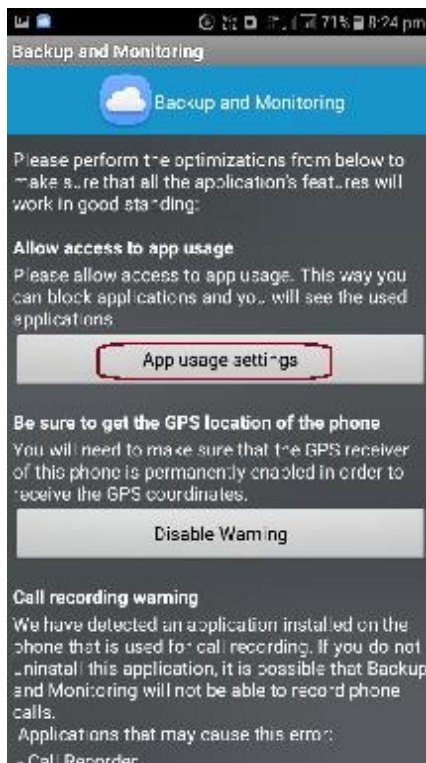 71% 8:24 pm
Backup and Monitoring
Backup and Monitoring
Please perform the optimizations from below to
make sure that all the application's features will
work in good standing:
Allow access to app usage
Please allow access to app usage. This way you
can block applications and you will see the used
applications
App usage settings
Be sure to get the GPS location of the phone
You will need to make sure that the GPS receiver
of this phone is permanently enabled in order to
receive the GPS coordinates.
Disable Warning
Call recording warning
We have detected an application installed on the
phone that is used for call recording. If you do not
uninstall this application, it is possible that Backup
and Monitoring will not be able to record phone
calls.
Applications that may cause this error:
- Call Recorder